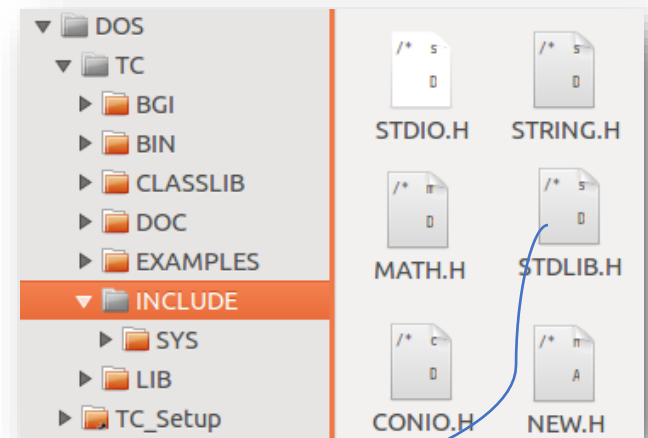 DOS
TC
BGI
BIN
CLASSLIB
DOC
EXAMPLES
INCLUDE
SYS
LIB
TC_Setup
/* s
D
/* s
D
STDIO.H STRING.H
/* m
D
/* s
D
MATH.H STDLIB.H
/* c
D
/* n
A
CONIO.H NEW.H